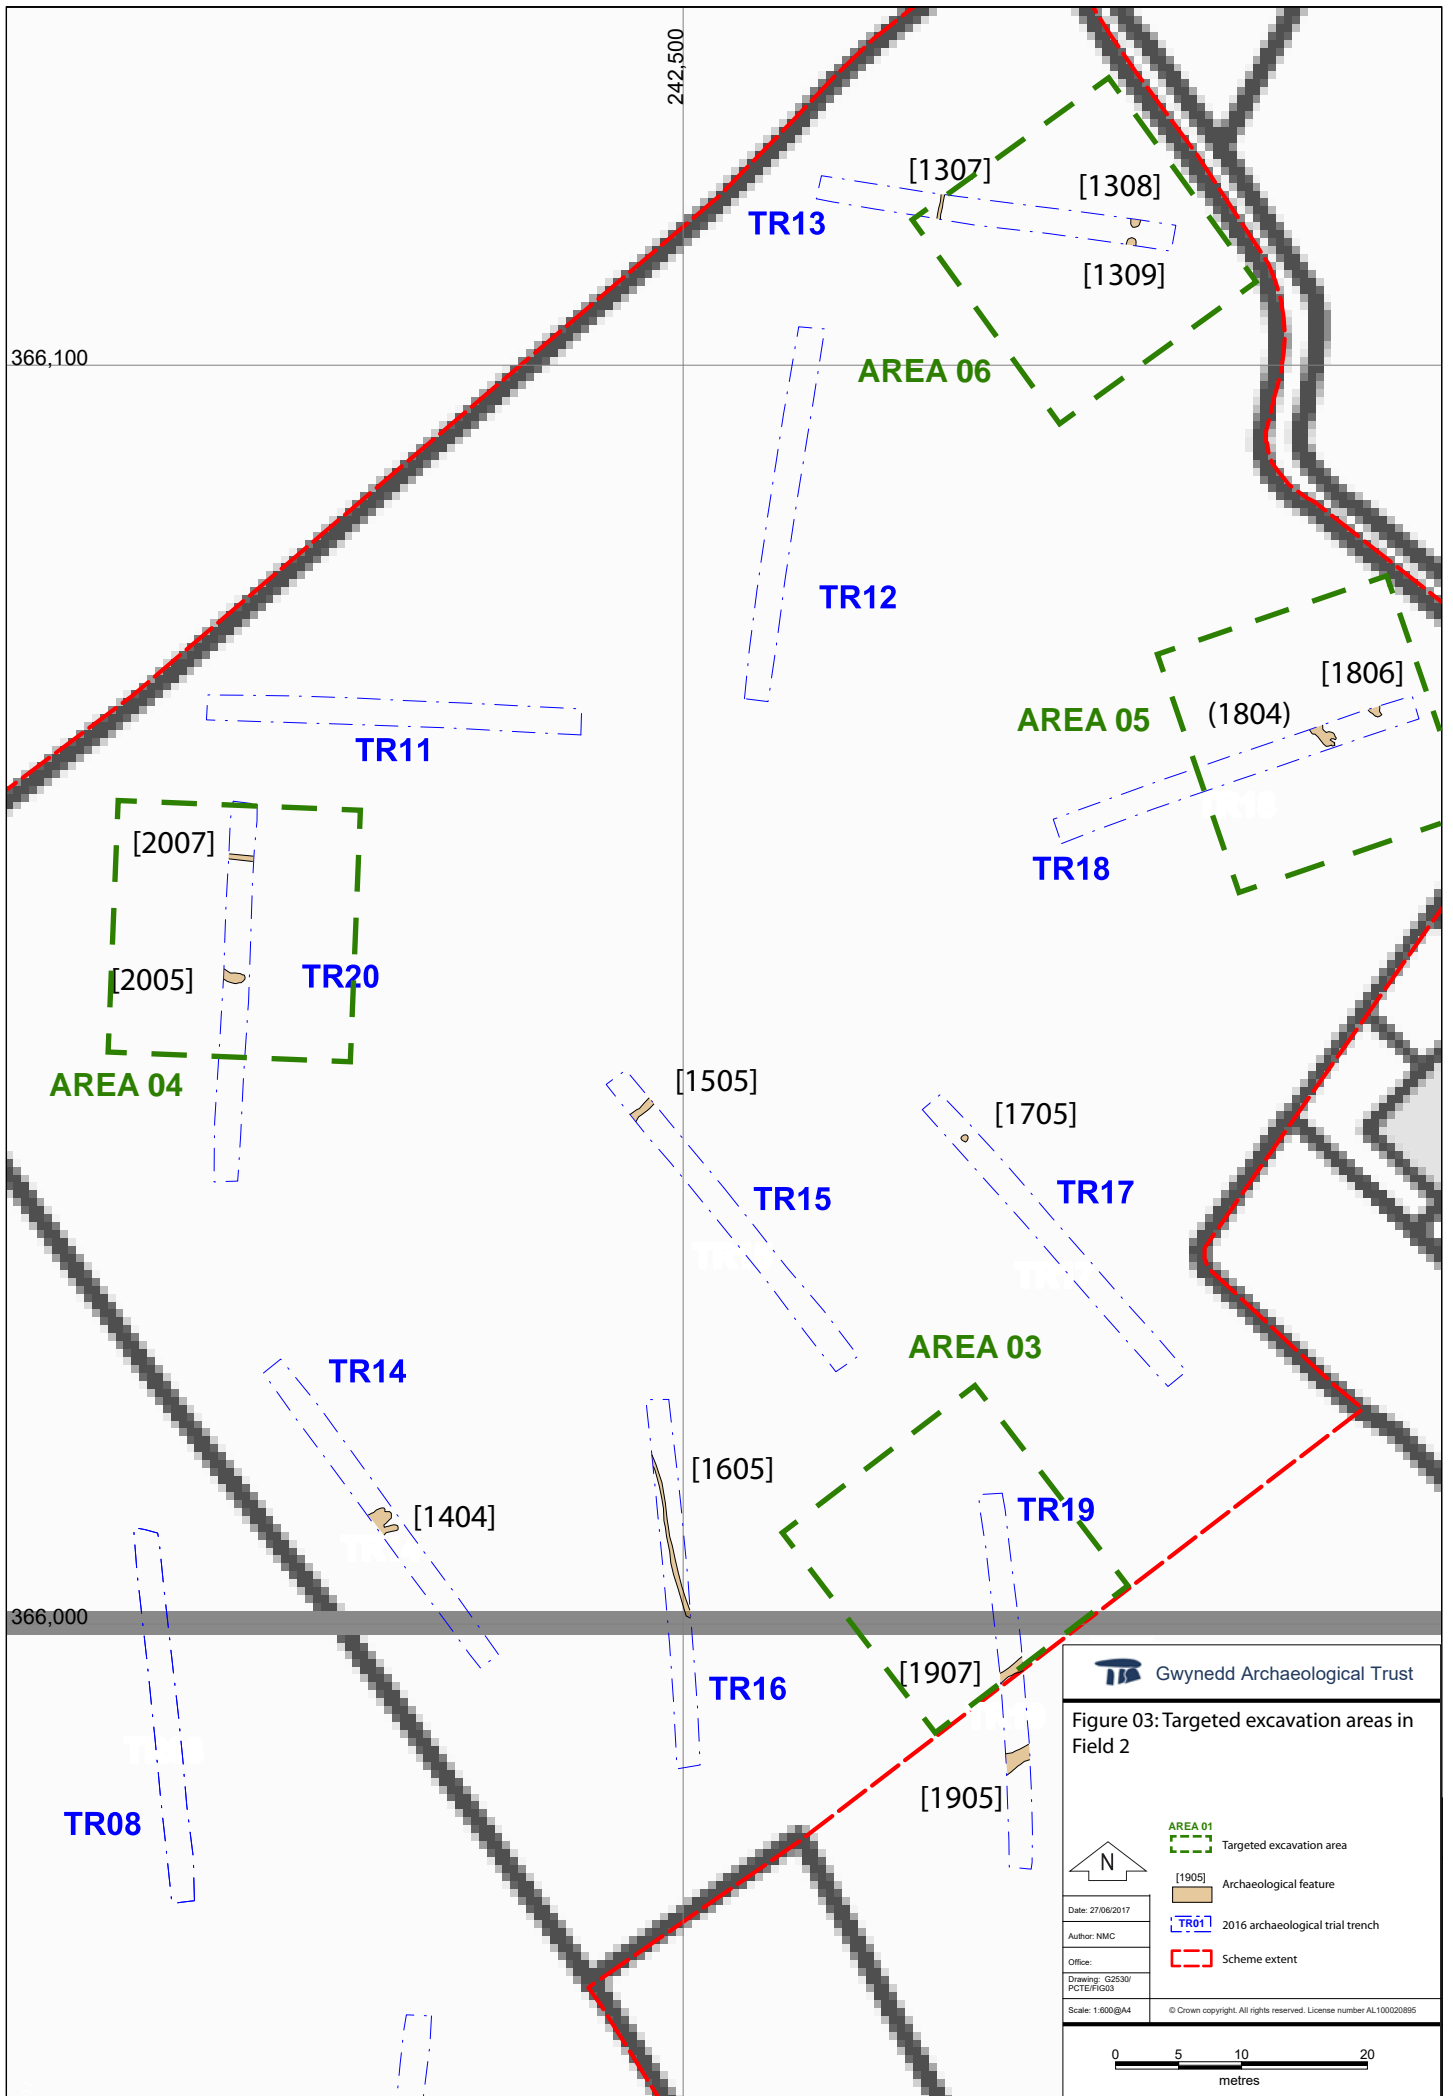 242,500
[1307]
[1308]
TR13
[1309]
366,100
AREA 06
TR12
[1806]
(1804)
AREA 05
TR11
TR18
[2007]
TR18
[2005]
TR20
AREA 04
[1505]
[1705]
TR15
TR17
AREA 03
TR14
[1605]
[1404]
TR19
366,000
[1907]
TR16
[1905]
TR08
Gwynedd Archaeological Trust
Figure 03: Targeted excavation areas in
Field 2
AREA 01
Targeted excavation area
N
[1905]
Archaeological feature
Date: 27/06/2017
TR01
2016 archaeological trial trench
Author: NMC
Office:
Scheme extent
Drawing: G2530/
PCTE/FIG03
Scale: 1:600@A4
© Crown copyright. All rights reserved. License number AL100020895
0 5 10 20
metres